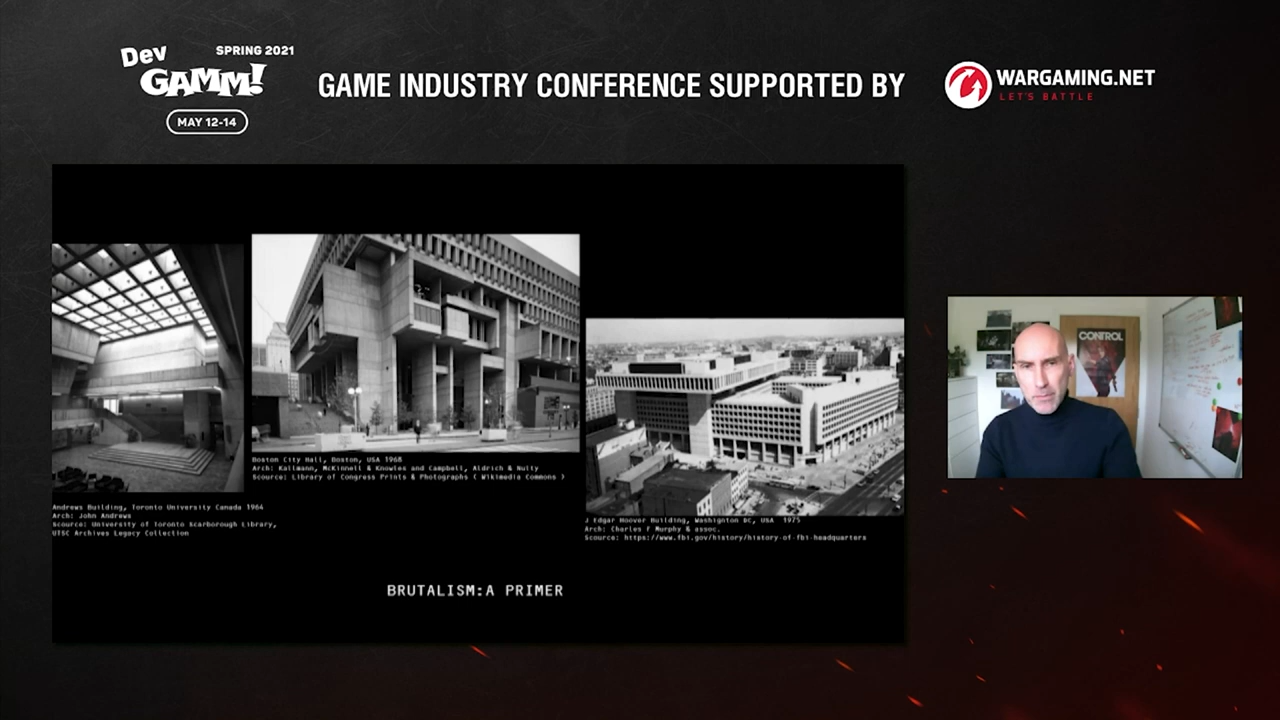 Dev
GAMM!
SPRING 2021
MAY 12-14
GAME INDUSTRY CONFERENCE SUPPORTED BY
WARGAMING.NET
LET'S BATTLE
CONTROL
Boston City Hall, Boston, USA 1968
Arch: Kallmann, McKinnell & Knowles and Campbell, Aldrich & Nulty
Scource: Library of Congress Prints & Photographs ( Wikimedia Commons )
Andrews Building, Toronto University Canada 1964
Arch: John Andrews
Scource: University of Toronto Scarborough Library,
UTSC Archives Legacy Collection
J Edgar Hoover Building, Washignton DC, USA 1975
Arch: Charles F Murphy & assoc.
Scource: https://www.fbi.gov/history/history-of-fbi-headquarters
BRUTALISM:A PRIMER